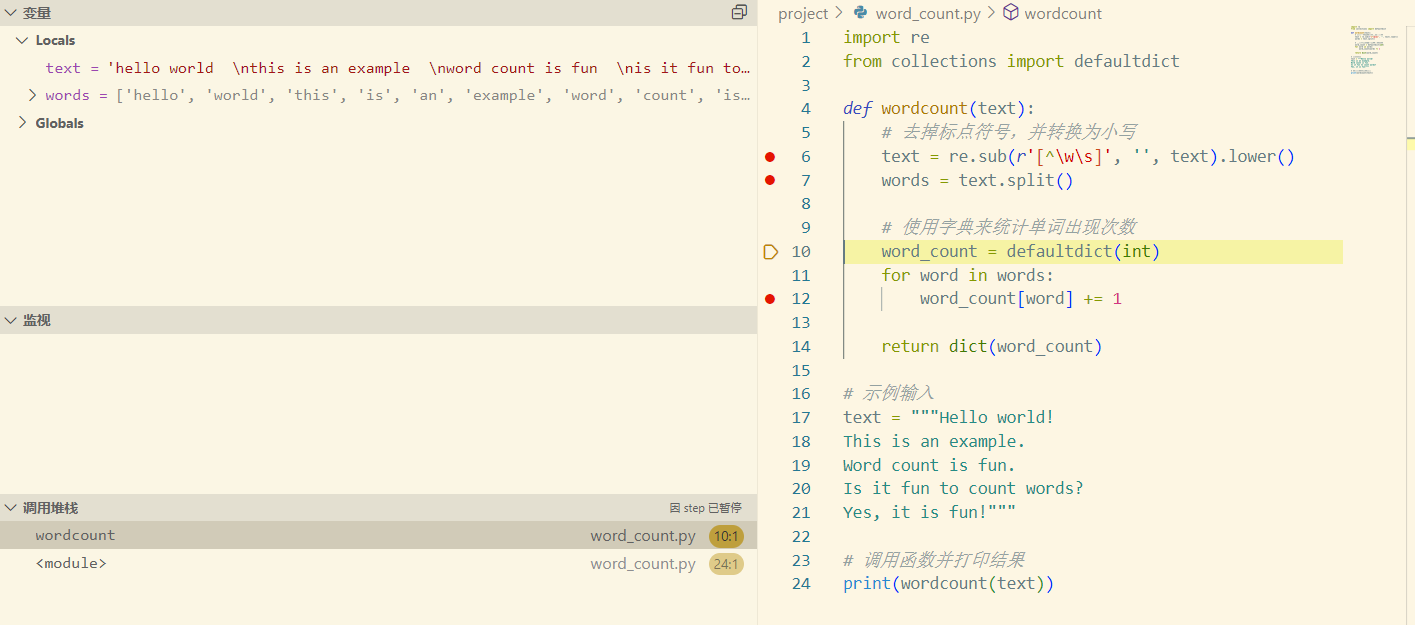 变量
Locals
text = 'hello world  \nthis is an example  \nword count is fun  \nis it fun to…
words = ['hello', 'world', 'this', 'is', 'an', 'example', 'word', 'count', 'is…
Globals
监视
调用堆栈
因 step 已暂停
wordcount word_count.py 10:1
<module> word_count.py 24:1
project > word_count.py > wordcount
1 import re
2 from collections import defaultdict
3
4 def wordcount(text):
5     # 去掉标点符号，并转换为小写
6     text = re.sub(r'[^\w\s]', '', text).lower()
7     words = text.split()
8
9     # 使用字典来统计单词出现次数
10     word_count = defaultdict(int)
11     for word in words:
12         word_count[word] += 1
13
14     return dict(word_count)
15
16 # 示例输入
17 text = """Hello world!
18 This is an example.
19 Word count is fun.
20 Is it fun to count words?
21 Yes, it is fun!"""
22
23 # 调用函数并打印结果
24 print(wordcount(text))